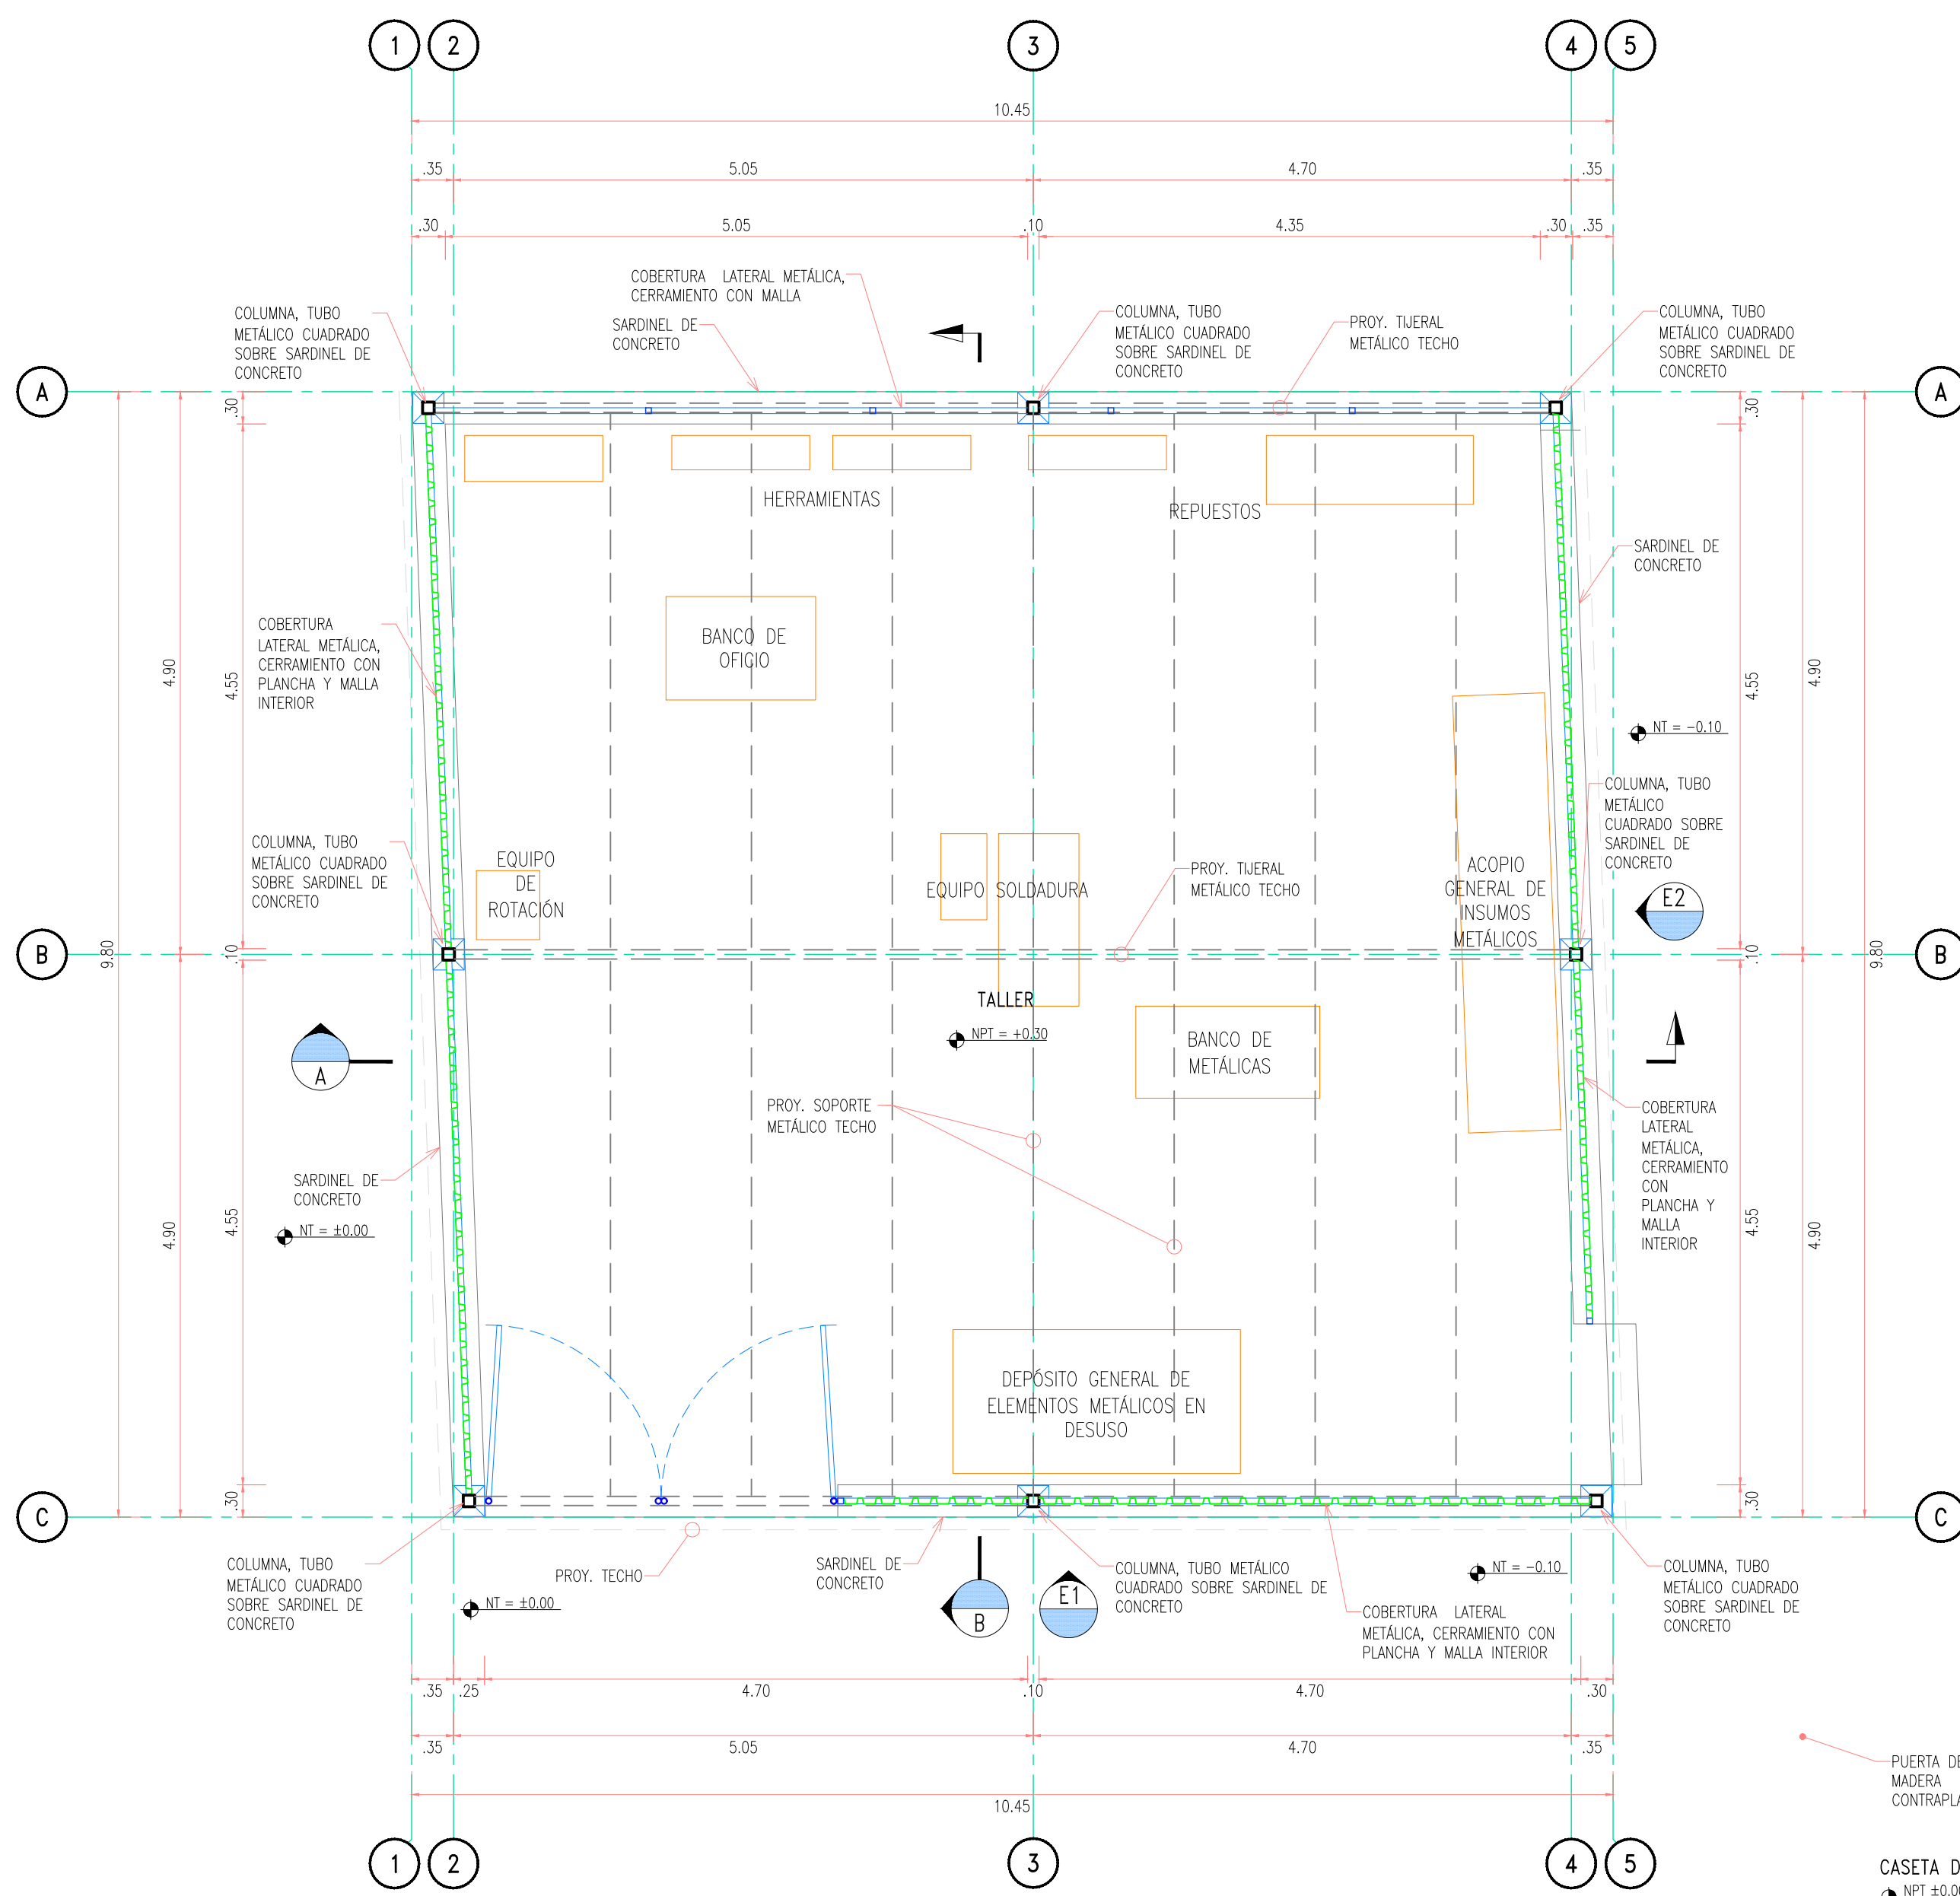 1
2
3
4
5
10.45
.35
5.05
4.70
.35
.30
5.05
.10
4.35
.30
.35
COBERTURA LATERAL METÁLICA,
CERRAMIENTO CON MALLA
SARDINEL DE
CONCRETO
COLUMNA, TUBO
METÁLICO CUADRADO
SOBRE SARDINEL DE
CONCRETO
COLUMNA, TUBO
METÁLICO CUADRADO
SOBRE SARDINEL DE
CONCRETO
PROY. TIJERAL
METÁLICO TECHO
COLUMNA, TUBO
METÁLICO CUADRADO
SOBRE SARDINEL DE
CONCRETO
A
A
.30
.30
HERRAMIENTAS
REPUESTOS
SARDINEL DE
CONCRETO
COBERTURA
LATERAL METÁLICA,
CERRAMIENTO CON
PLANCHA Y MALLA
INTERIOR
BANCO DE
OFICIO
4.90
4.55
4.55
4.90
NT = -0.10
COLUMNA, TUBO
METÁLICO
CUADRADO SOBRE
SARDINEL DE
CONCRETO
COLUMNA, TUBO
METÁLICO CUADRADO
SOBRE SARDINEL DE
CONCRETO
EQUIPO
DE
ROTACIÓN
EQUIPO SOLDADURA
PROY. TIJERAL
METÁLICO TECHO
ACOPIO
GENERAL DE
INSUMOS
METÁLICOS
E2
B
B
9.80
.10
.10
9.80
TALLER
NPT = +0.30
A
BANCO DE
METÁLICAS
PROY. SOPORTE
METÁLICO TECHO
COBERTURA
LATERAL
METÁLICA,
CERRAMIENTO
CON
PLANCHA Y
MALLA
INTERIOR
SARDINEL DE
CONCRETO
NT = ±0.00
4.90
4.55
4.55
4.90
DEPÓSITO GENERAL DE
ELEMENTOS METÁLICOS EN
DESUSO
.30
.30
C
C
COLUMNA, TUBO
METÁLICO CUADRADO
SOBRE SARDINEL DE
CONCRETO
PROY. TECHO
NT = ±0.00
SARDINEL DE
CONCRETO
B
E1
COLUMNA, TUBO METÁLICO
CUADRADO SOBRE SARDINEL DE
CONCRETO
NT = -0.10
COBERTURA LATERAL
METÁLICA, CERRAMIENTO CON
PLANCHA Y MALLA INTERIOR
COLUMNA, TUBO
METÁLICO CUADRADO
SOBRE SARDINEL DE
CONCRETO
.35
.25
4.70
.10
4.70
.30
.35
5.05
4.70
.35
10.45
PUERTA DE
MADERA
CONTRAPLA
1
2
3
4
5
CASETA D
NPT ±0.00